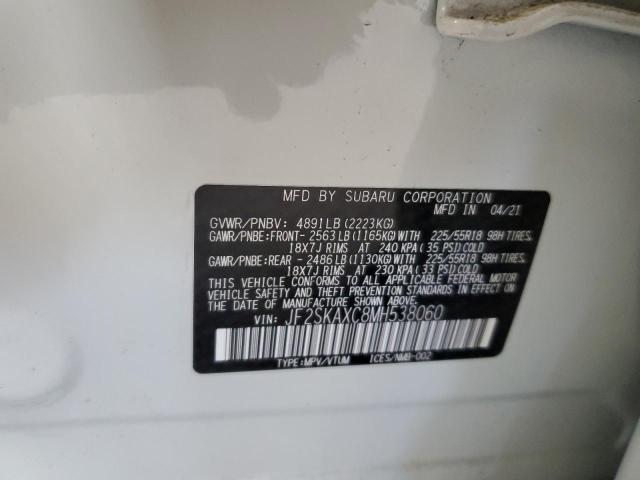 MFD BY SUBARU CORPORATION
MFD IN 04/21
GVWR/PNBV: 4891LB(2223KG)
GAWR/PNBE:FRONT- 2563LB(1165KG)WITH 225/55R18 98H TIRES,
18X7J RIMS AT 240 KPA(35 PSI)COLD
GAWR/PNBE:REAR -2486LB(1130KG)WITH 225/55R18 98H TIRES,
18X7J RIMS AT 230 KPA(33 PSI)COLD
THIS VEHICLE CONFORMS TO ALL APPLICABLE FEDERAL MOTOR
VEHICLE SAFETY AND THEFT PREVENTION STANDARDS IN EFFECT ON
THE DATE OF MANUFACTURE SHOWN ABOVE.
VIN: JF2SKAXC8MH538060
TYPE:MPV/VTUM ICES/NMB-002